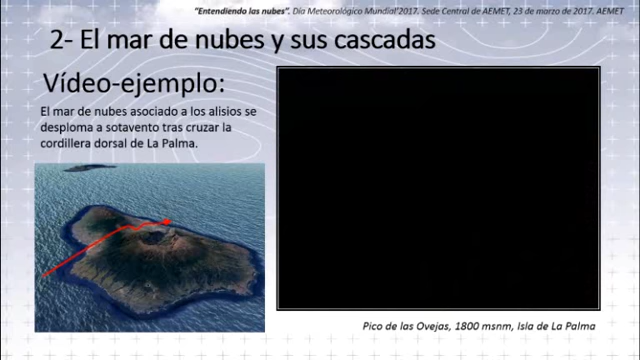 "Entendiendo las nubes". Día Meteorológico Mundial'2017. Sede Central de AEMET, 23 de marzo de 2017. AEMET
2- El mar de nubes y sus cascadas
Vídeo-ejemplo:
El mar de nubes asociado a los alisios se
desploma a sotavento tras cruzar la
cordillera dorsal de La Palma.
Pico de las Ovejas, 1800 msnm, Isla de La Palma